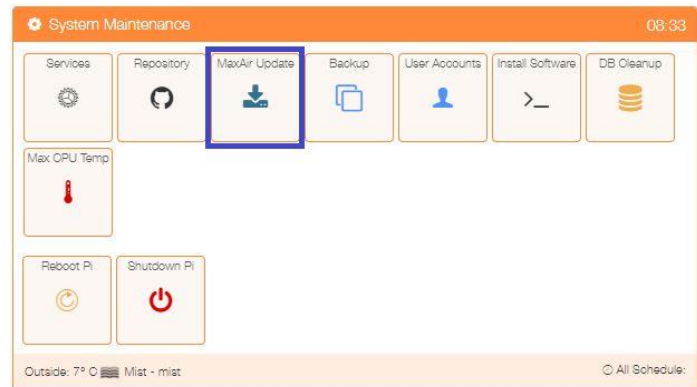 System Maintenance 08:33
Services Repository MaxAir Update Backup User Accounts Install Software DB Cleanup
Max CPU Temp
Reboot Pi Shutdown Pi
Outside: 7° C Mist - mist All Schedule: